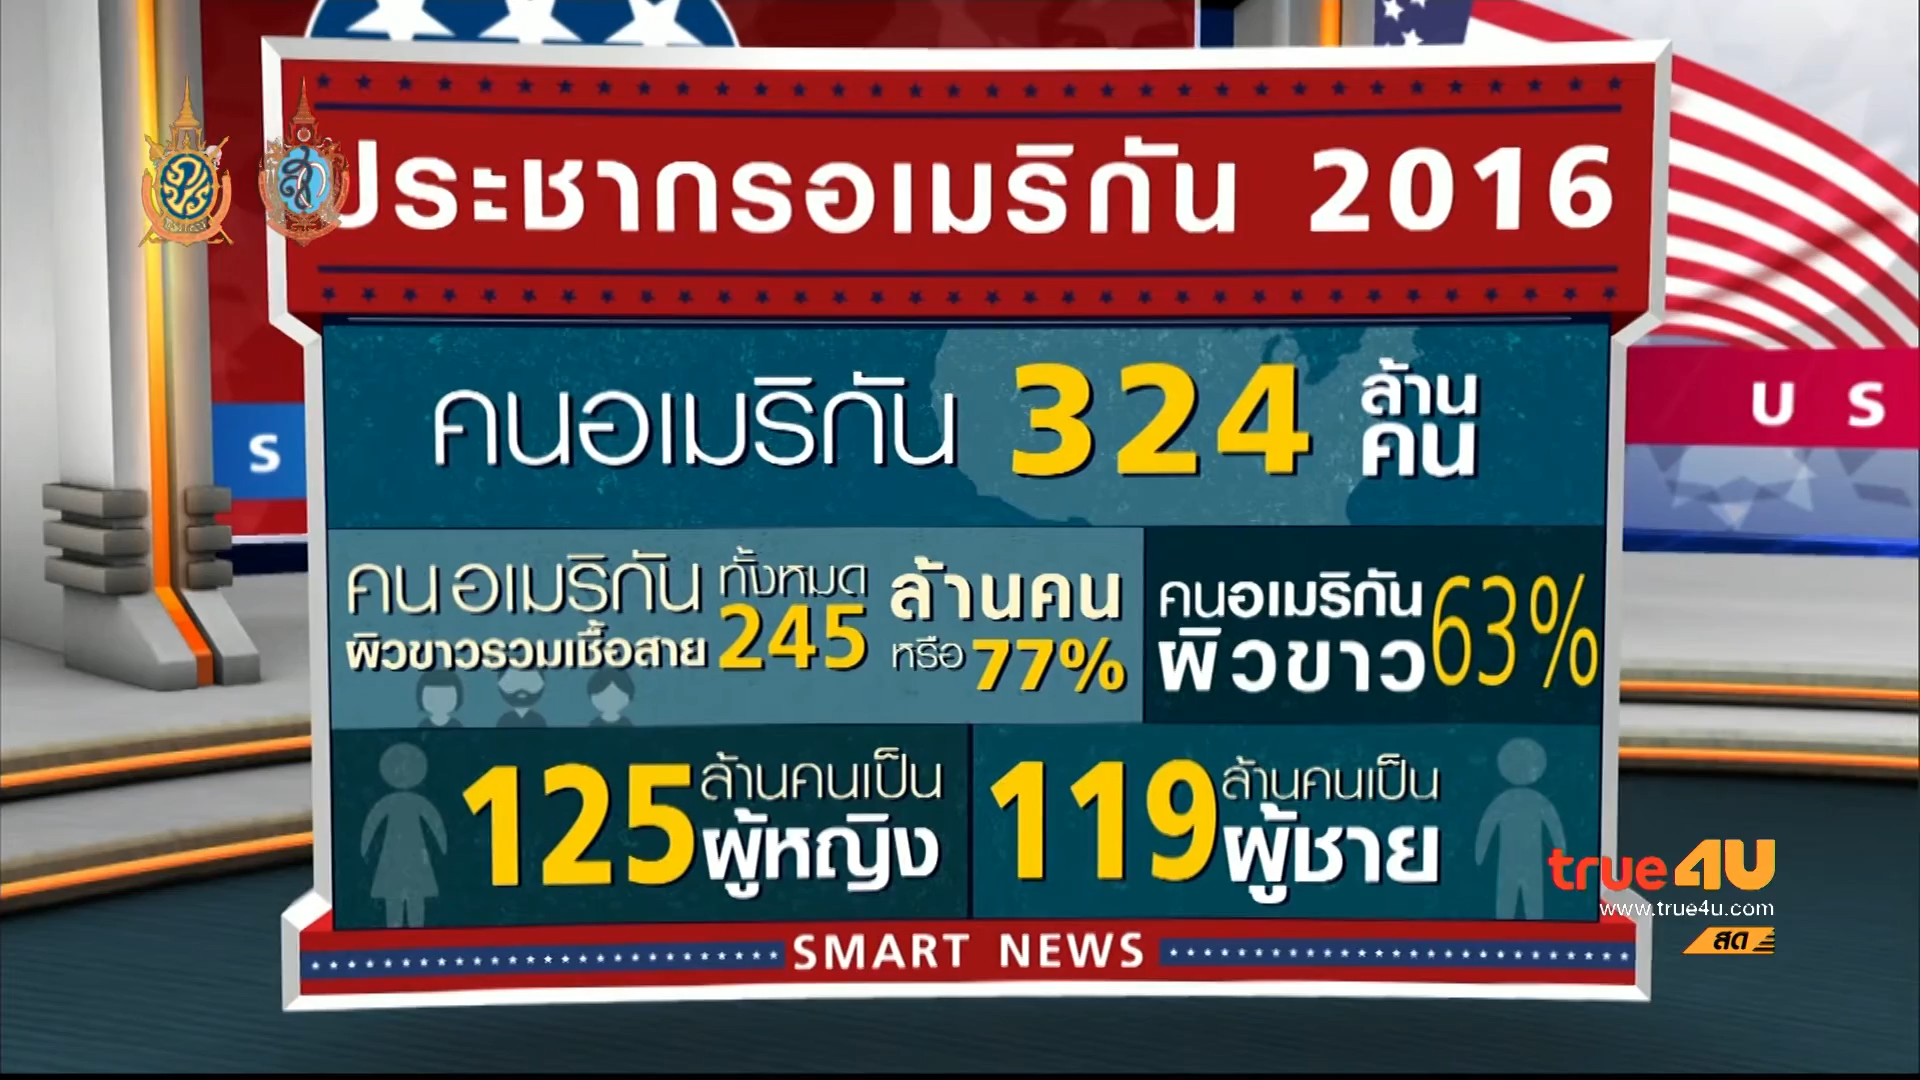 ประชากรอเมริกัน 2016
คนอเมริกัน 324 ล้านคน
คนอเมริกัน ทั้งหมด ล้านคน
ผิวขาวรวมเชื้อสาย 245 หรือ 77%
คนอเมริกัน
ผิวขาว 63%
125 ล้านคนเป็น
ผู้หญิง
119 ล้านคนเป็น
ผู้ชาย
SMART NEWS
S
U S
true4U
www.true4u.com
สด